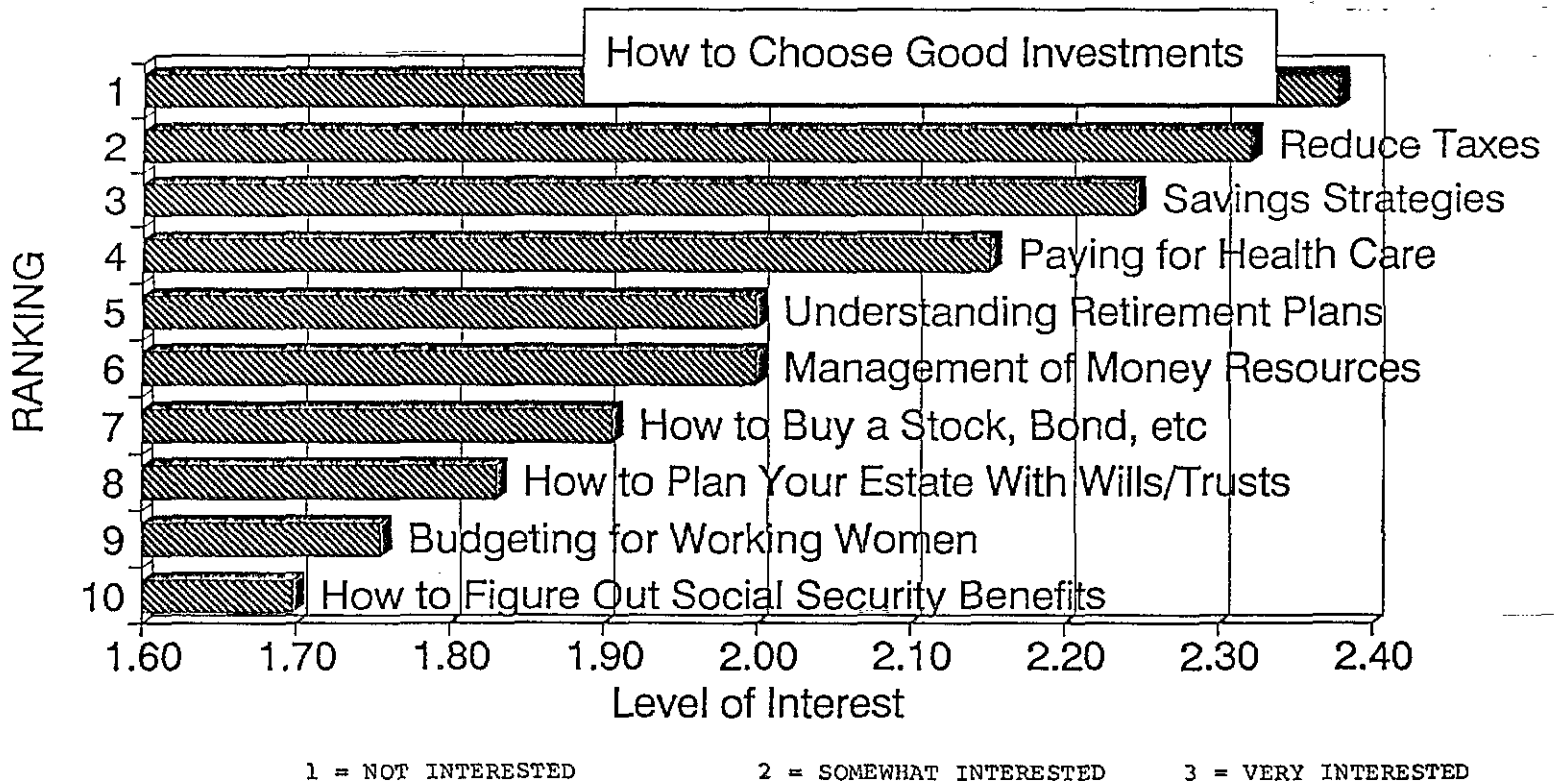 How to Choose Good Investments
1
2 Reduce Taxes
3 Savings Strategies
4 Paying for Health Care
5 Understanding Retirement Plans
6 Management of Money Resources
7 How to Buy a Stock, Bond, etc
8 How to Plan Your Estate With Wills/Trusts
9 Budgeting for Working Women
10 How to Figure Out Social Security Benefits
RANKING
1.60 1.70 1.80 1.90 2.00 2.10 2.20 2.30 2.40
Level of Interest
1 = NOT INTERESTED 2 = SOMEWHAT INTERESTED 3 = VERY INTERESTED